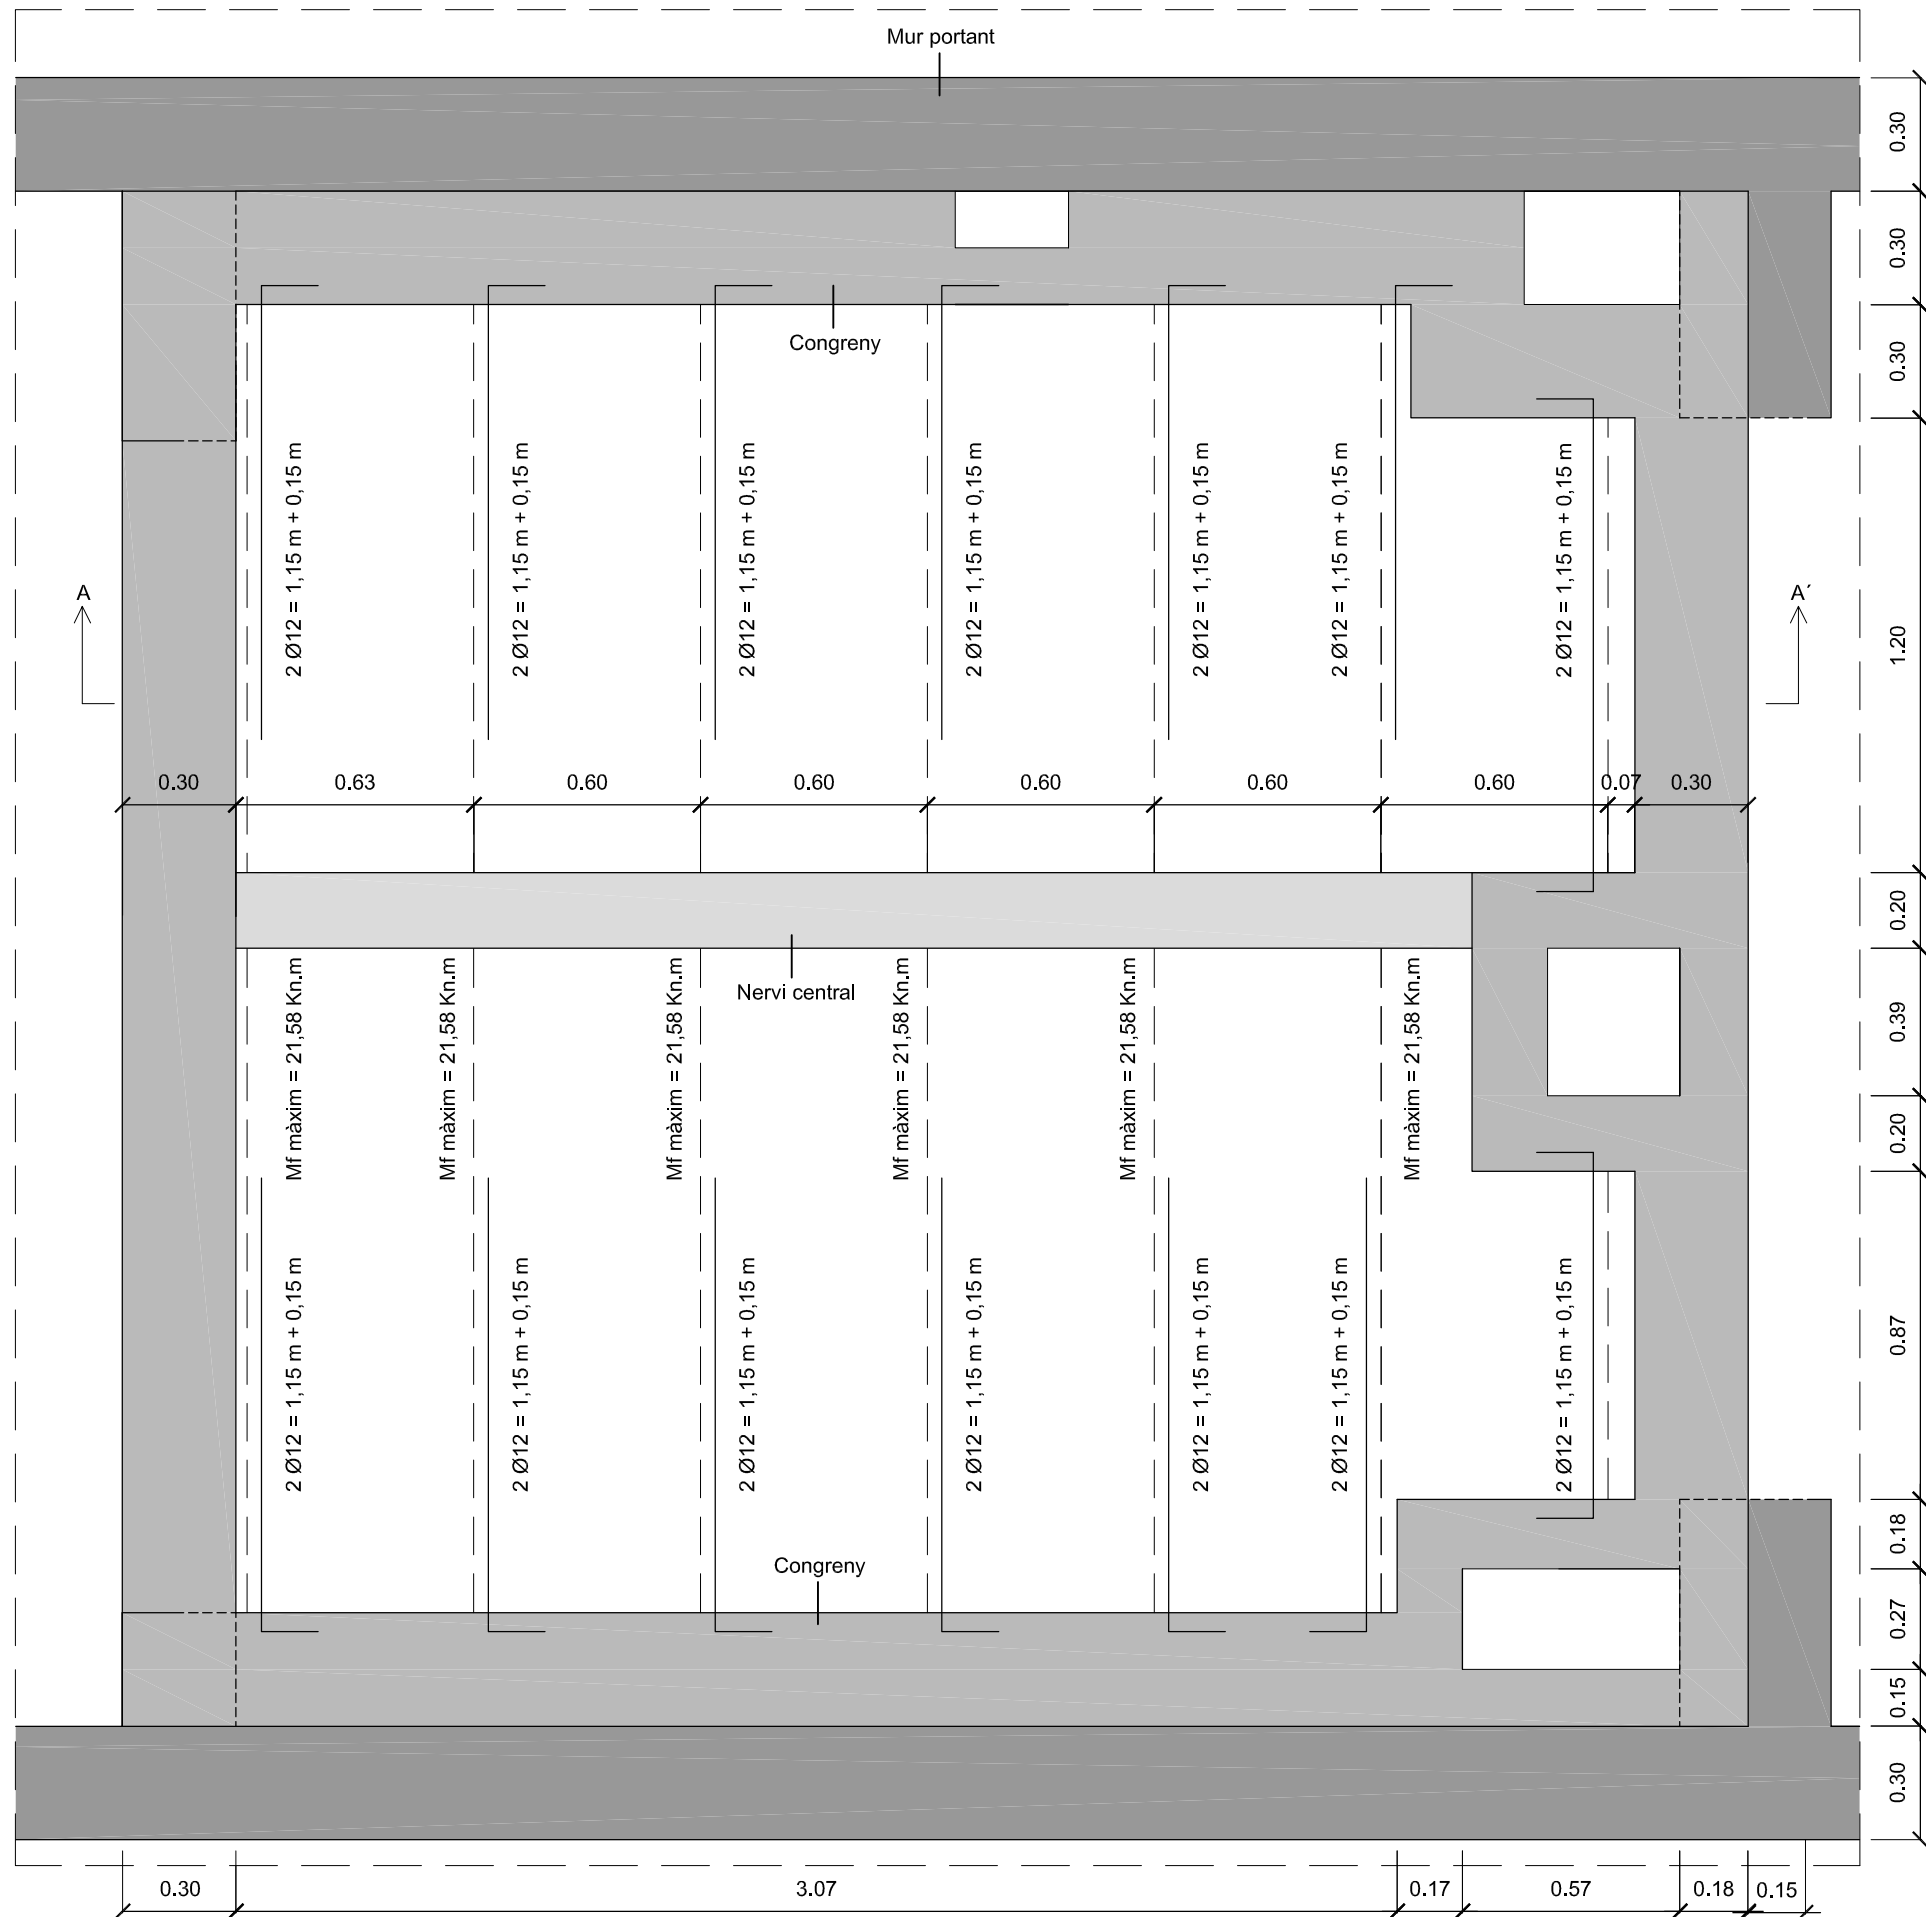 Mur portant
0.30
0.30
0.30
Congreny
2 Ø12 = 1,15 m + 0,15 m
2 Ø12 = 1,15 m + 0,15 m
2 Ø12 = 1,15 m + 0,15 m
2 Ø12 = 1,15 m + 0,15 m
2 Ø12 = 1,15 m + 0,15 m
2 Ø12 = 1,15 m + 0,15 m
2 Ø12 = 1,15 m + 0,15 m
A
A´
1.20
0.30
0.63
0.60
0.60
0.60
0.60
0.60
0.07
0.30
0.20
Nervi central
Mf màxim = 21,58 Kn.m
Mf màxim = 21,58 Kn.m
Mf màxim = 21,58 Kn.m
Mf màxim = 21,58 Kn.m
Mf màxim = 21,58 Kn.m
Mf màxim = 21,58 Kn.m
0.39
0.20
2 Ø12 = 1,15 m + 0,15 m
2 Ø12 = 1,15 m + 0,15 m
2 Ø12 = 1,15 m + 0,15 m
2 Ø12 = 1,15 m + 0,15 m
2 Ø12 = 1,15 m + 0,15 m
2 Ø12 = 1,15 m + 0,15 m
2 Ø12 = 1,15 m + 0,15 m
0.87
0.18
Congreny
0.27
0.15
0.30
0.30
3.07
0.17
0.57
0.18
0.15